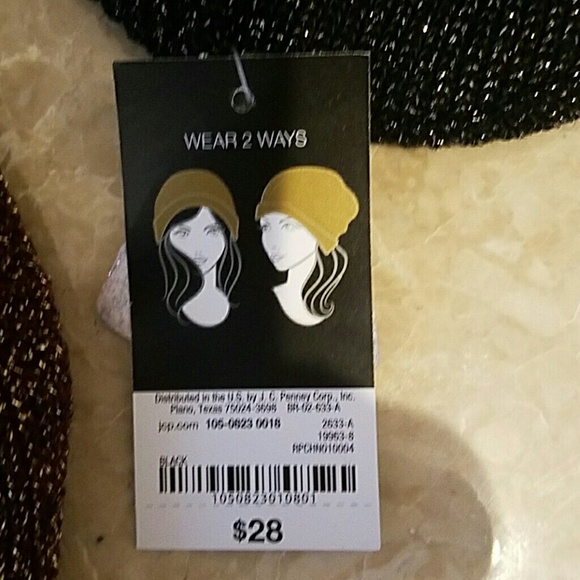 WEAR 2 WAYS
Distributed in the U.S. by J. C. Penney Corp., Inc.
Plano, Texas 75024-3698 BR-02-633-A
jcp.com 105-0823 0018 2633-A
19963-8
RPCHN010004
BLACK
1050823010801
$28